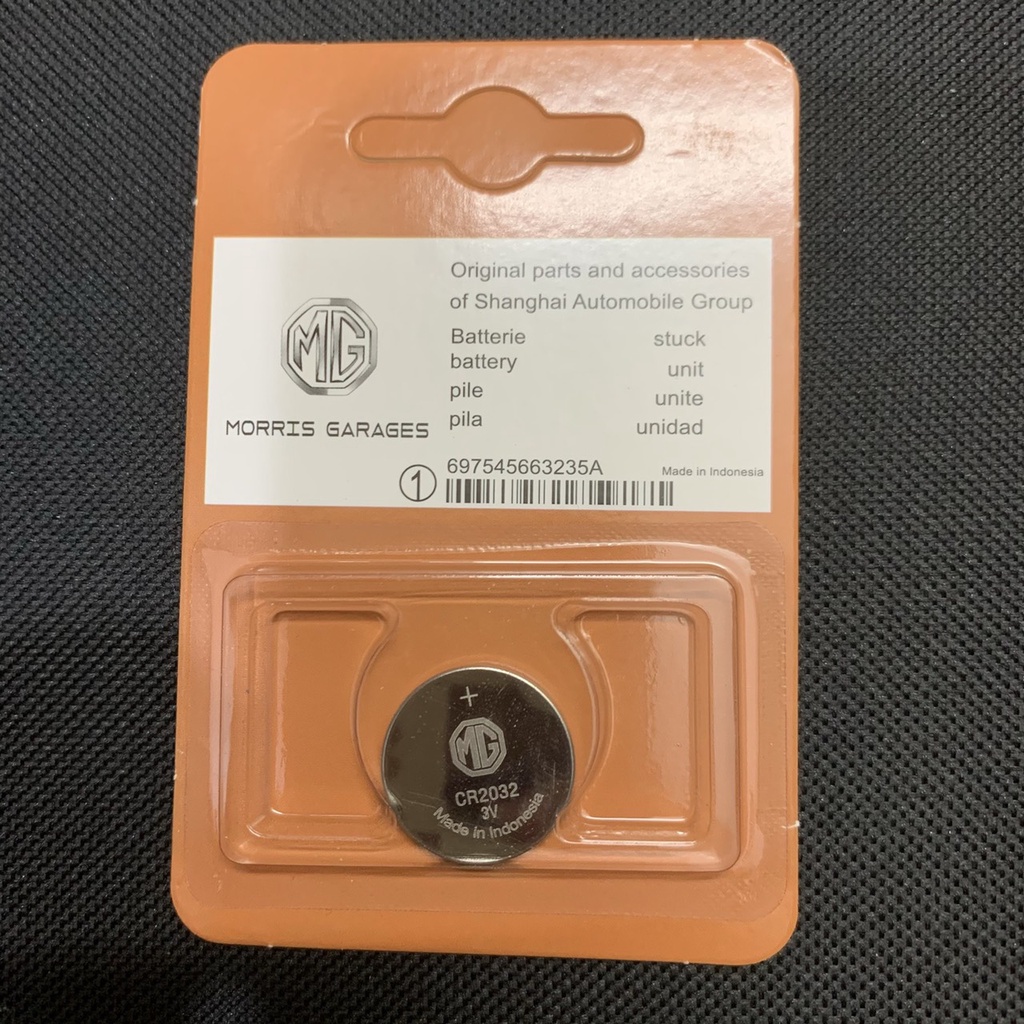 Original parts and accessories
of Shanghai Automobile Group
MG
MORRIS GARAGES
Batterie stuck
battery unit
pile unite
pila unidad
1 697545663235A Made in Indonesia
+
MG
CR2032
3V
Made in Indonesia